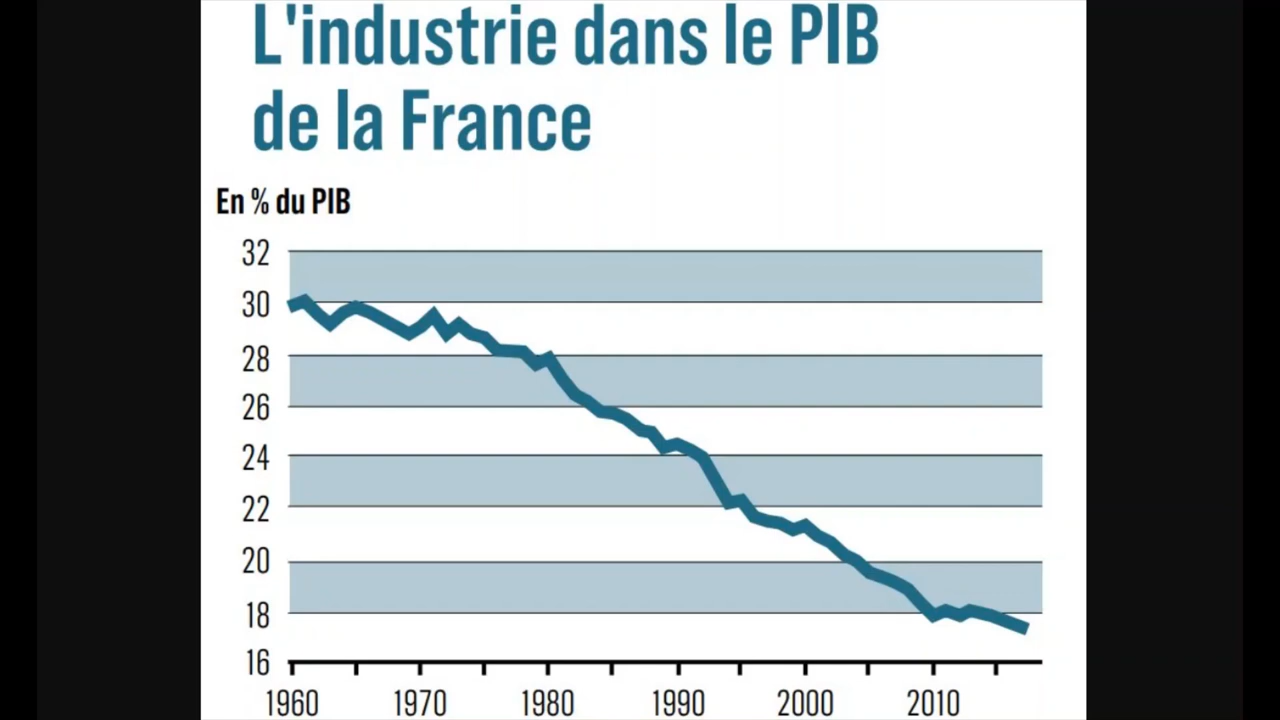 L'industrie dans le PIB
de la France
En % du PIB
32
30
28
26
24
22
20
18
16
1960 1970 1980 1990 2000 2010